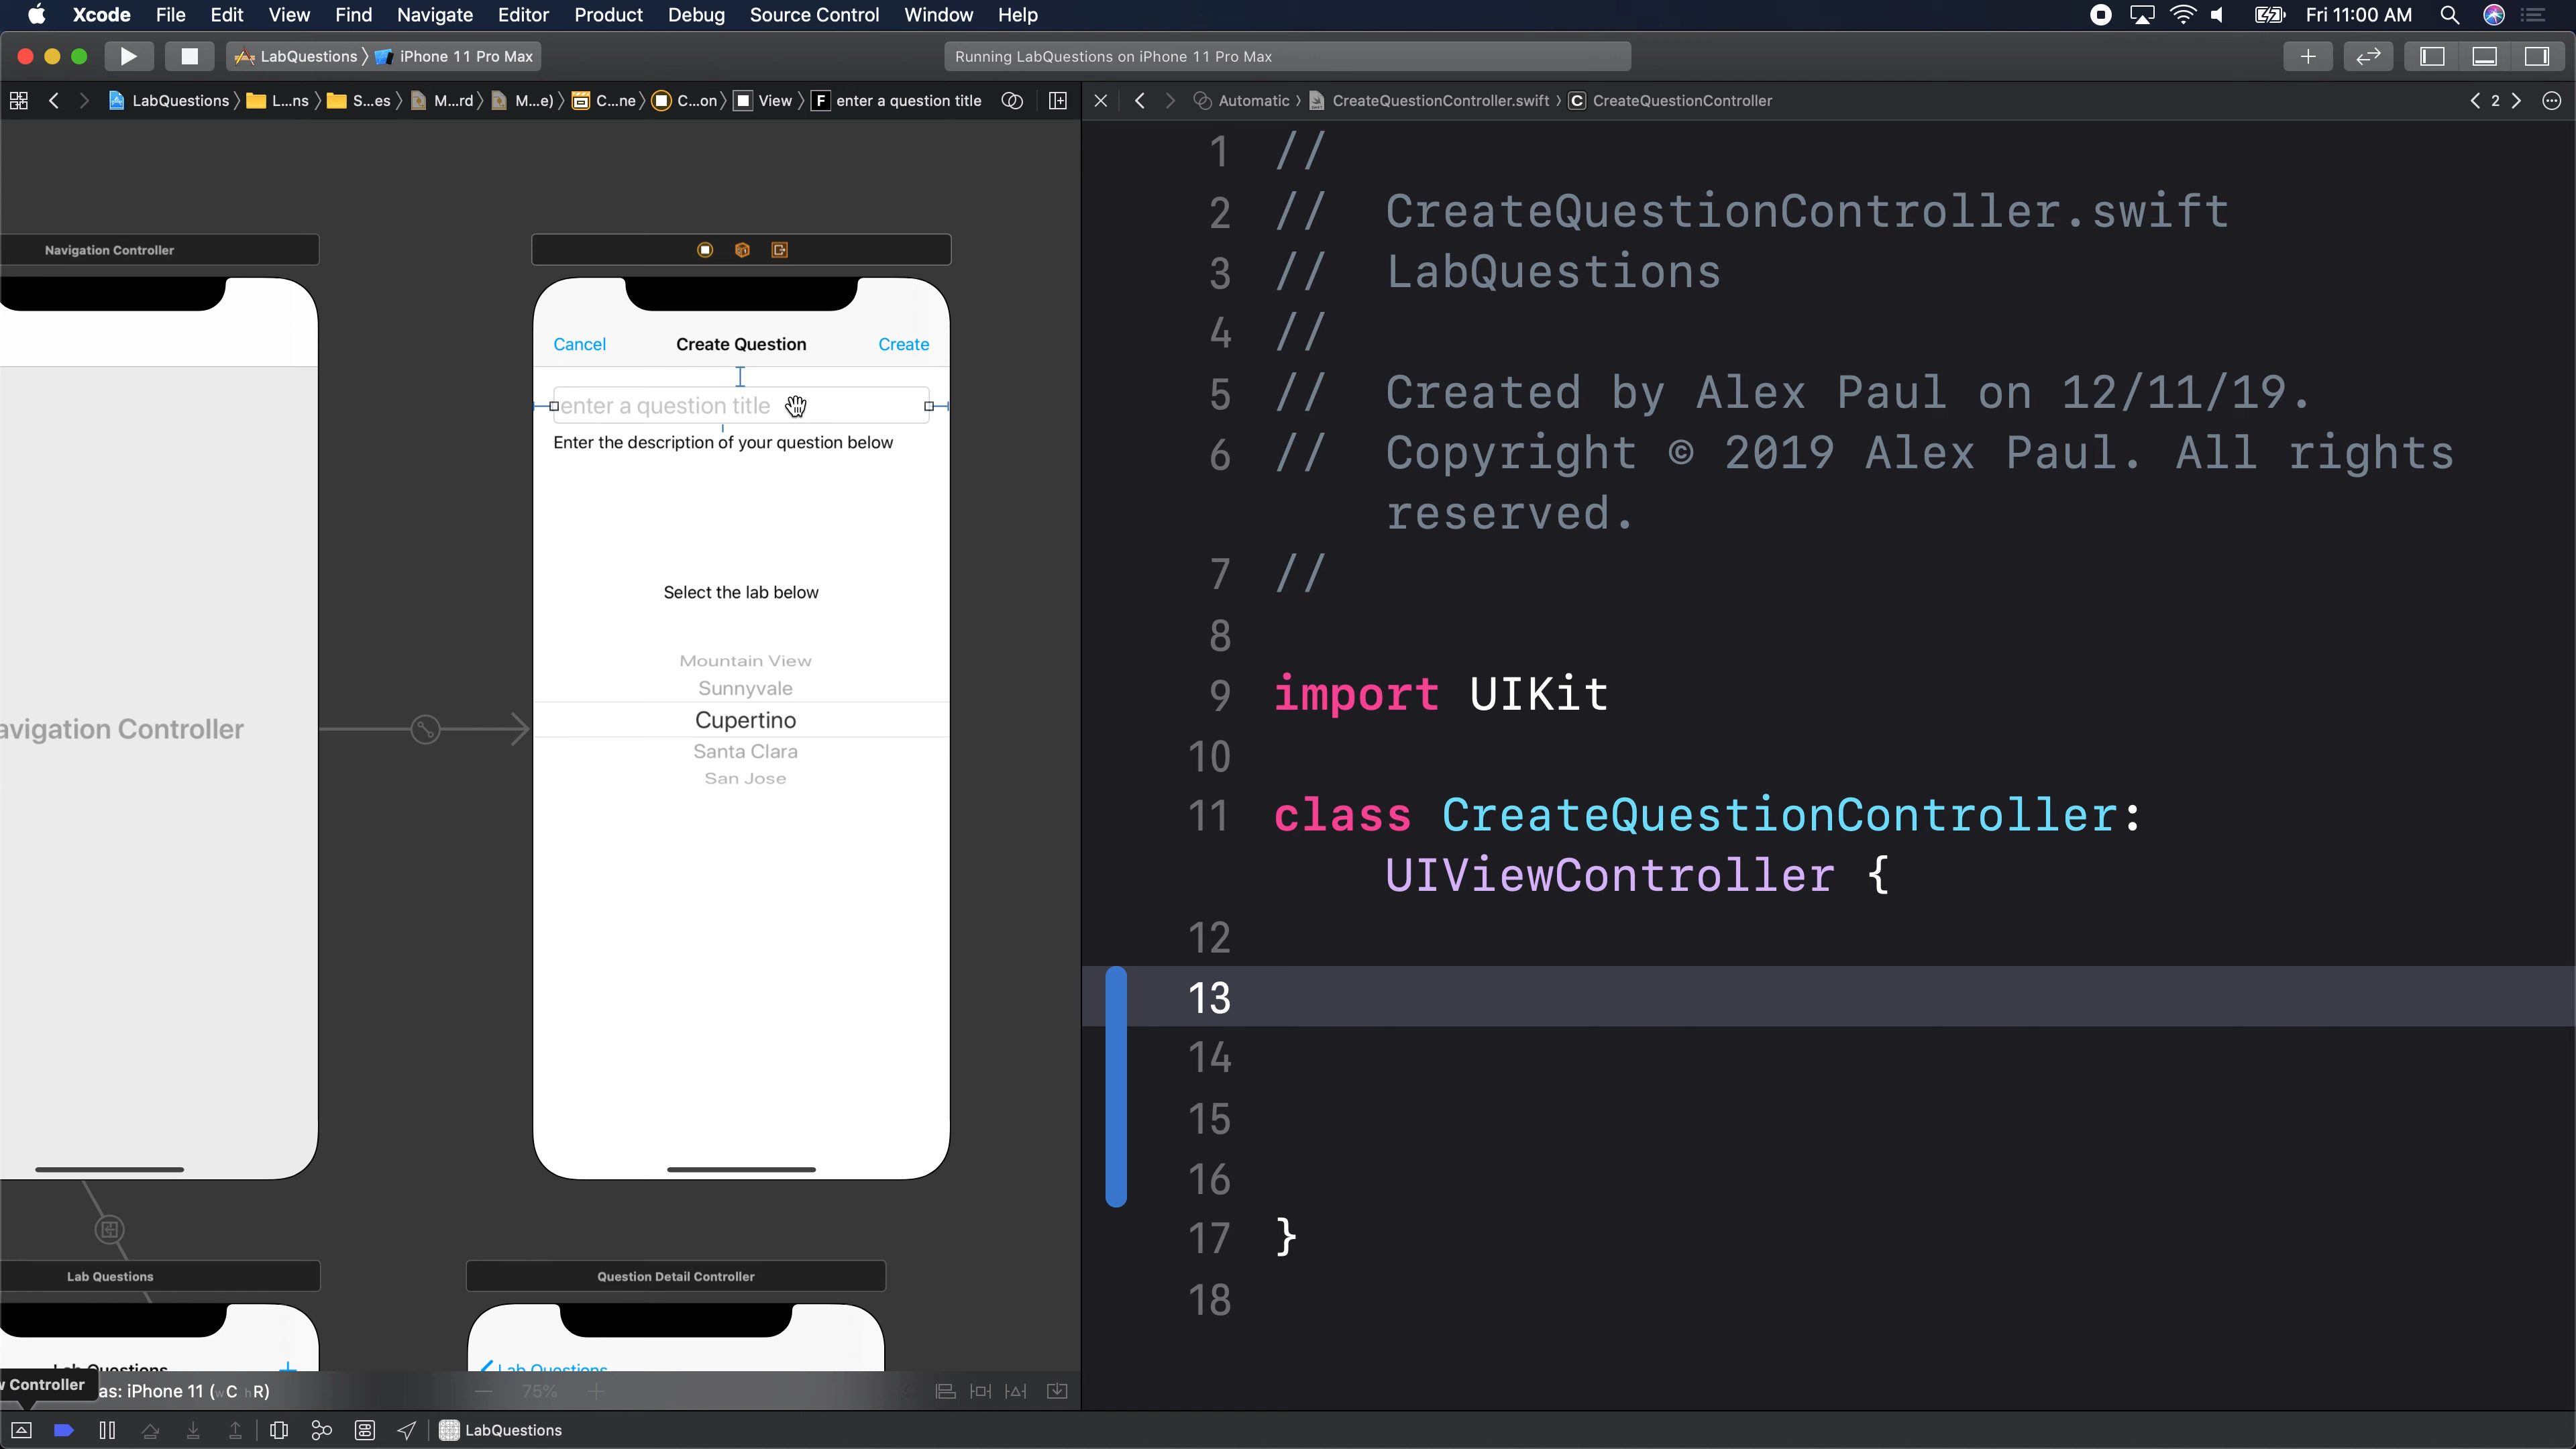 Xcode File Edit View Find Navigate Editor Product Debug Source Control Window Help Fri 11:00 AM
LabQuestions iPhone 11 Pro Max Running LabQuestions on iPhone 11 Pro Max
LabQuestions L...ns S...es M...rd M...e) C...ne C...on View F enter a question title Automatic CreateQuestionController.swift C CreateQuestionController 2
Navigation Controller
Cancel Create Question Create
enter a question title
Enter the description of your question below
Select the lab below
Mountain View
Sunnyvale
Cupertino
Santa Clara
San Jose
avigation Controller
Lab Questions
Question Detail Controller
Lab Questions +
Lab Questions
w Controller
as: iPhone 11 (wC hR) 75%
LabQuestions
1 //
2 // CreateQuestionController.swift
3 // LabQuestions
4 //
5 // Created by Alex Paul on 12/11/19.
6 // Copyright © 2019 Alex Paul. All rights
reserved.
7 //
8
9 import UIKit
10
11 class CreateQuestionController:
UIViewController {
12
13
14
15
16
17 }
18